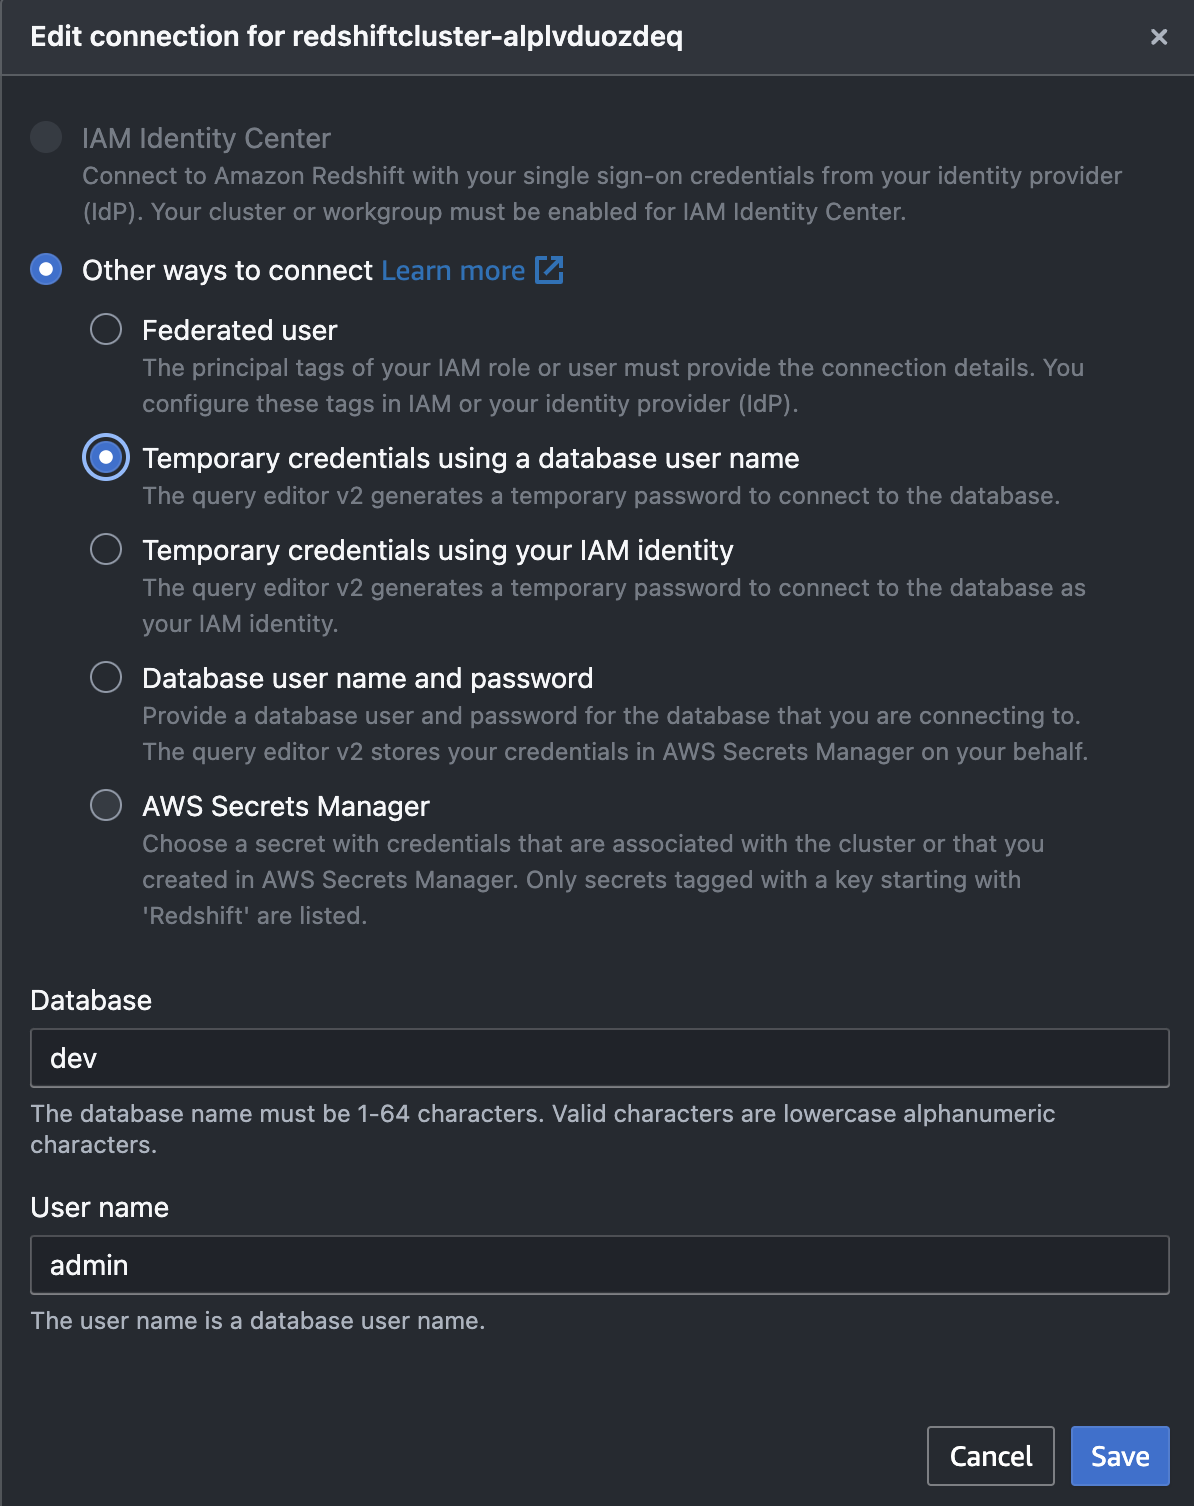 Edit connection for redshiftcluster-alplvduozdeq
IAM Identity Center
Connect to Amazon Redshift with your single sign-on credentials from your identity provider
(IdP). Your cluster or workgroup must be enabled for IAM Identity Center.
Other ways to connect Learn more
Federated user
The principal tags of your IAM role or user must provide the connection details. You
configure these tags in IAM or your identity provider (IdP).
Temporary credentials using a database user name
The query editor v2 generates a temporary password to connect to the database.
Temporary credentials using your IAM identity
The query editor v2 generates a temporary password to connect to the database as
your IAM identity.
Database user name and password
Provide a database user and password for the database that you are connecting to.
The query editor v2 stores your credentials in AWS Secrets Manager on your behalf.
AWS Secrets Manager
Choose a secret with credentials that are associated with the cluster or that you
created in AWS Secrets Manager. Only secrets tagged with a key starting with
'Redshift' are listed.
Database
dev
The database name must be 1-64 characters. Valid characters are lowercase alphanumeric
characters.
User name
admin
The user name is a database user name.
Cancel Save